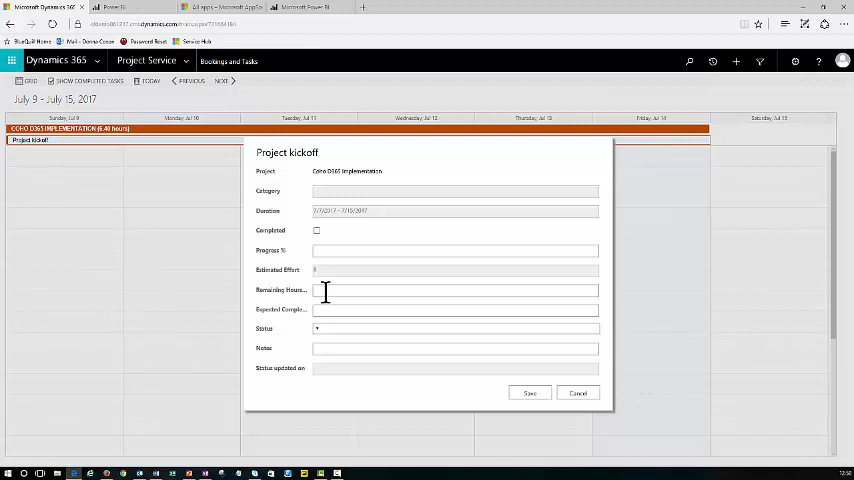 Microsoft Dynamics 365
Power BI
All apps – Microsoft AppSo
Microsoft Power BI
BlueQuill Home
Mail – Donna Conon
Password Reset
Service Hub
Dynamics 365
Project Service
Bookings and Tasks
GRID
SHOW COMPLETED TASKS
TODAY
PREVIOUS
NEXT
July 9 - July 15, 2017
Sunday, Jul 9
Monday, Jul 10
Tuesday, Jul 11
Wednesday, Jul 12
Thursday, Jul 13
Friday, Jul 14
Saturday, Jul 15
COHO D365 IMPLEMENTATION (6.40 hours)
Project kickoff
Project kickoff
Project Coho D365 Implementation
Category
Duration 7/7/2017 - 7/15/2017
Completed
Progress %
Estimated Effort 8
Remaining Hours...
Expected Comple...
Status
Notes
Status updated on
Save
Cancel